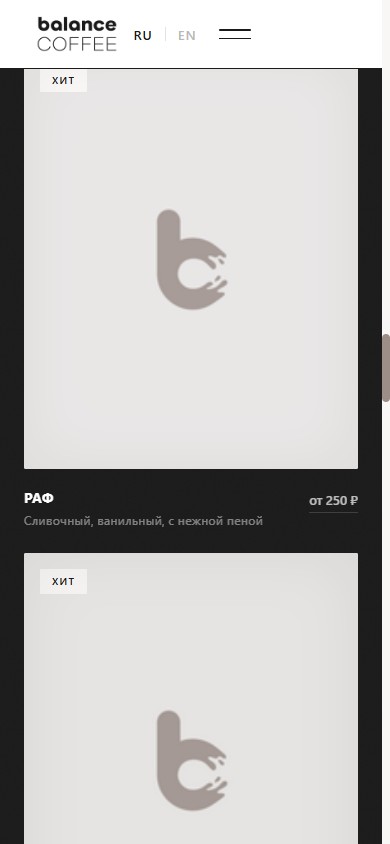 balance
COFFEE
RU
EN
ХИТ
РАФ
от 250 ₽
Сливочный, ванильный, с нежной пеной
ХИТ